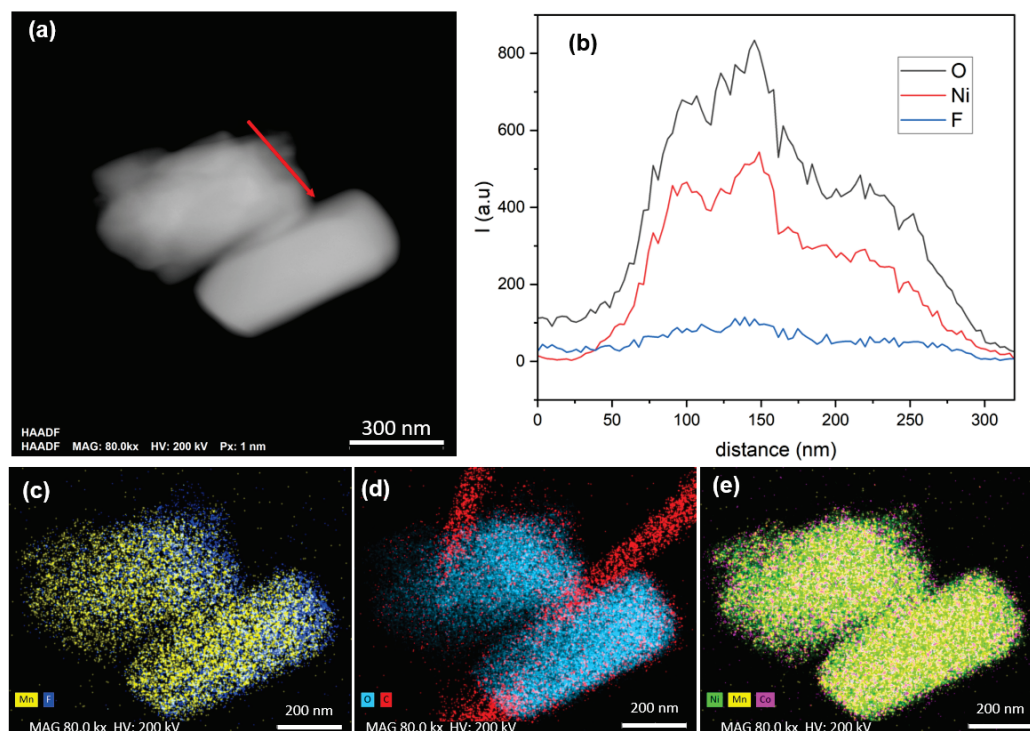 (a)
HAADF
HAADF MAG: 80.0kx HV: 200 kV Px: 1 nm
300 nm
(b)
O
Ni
F
I (a.u)
800
600
400
200
0
0 50 100 150 200 250 300
distance (nm)
(c)
Mn F
MAG 80.0 kx HV: 200 kV
200 nm
(d)
O C
MAG 80.0 kx HV: 200 kV
200 nm
(e)
Ni Mn Co
MAG 80.0 kx HV: 200 kV
200 nm